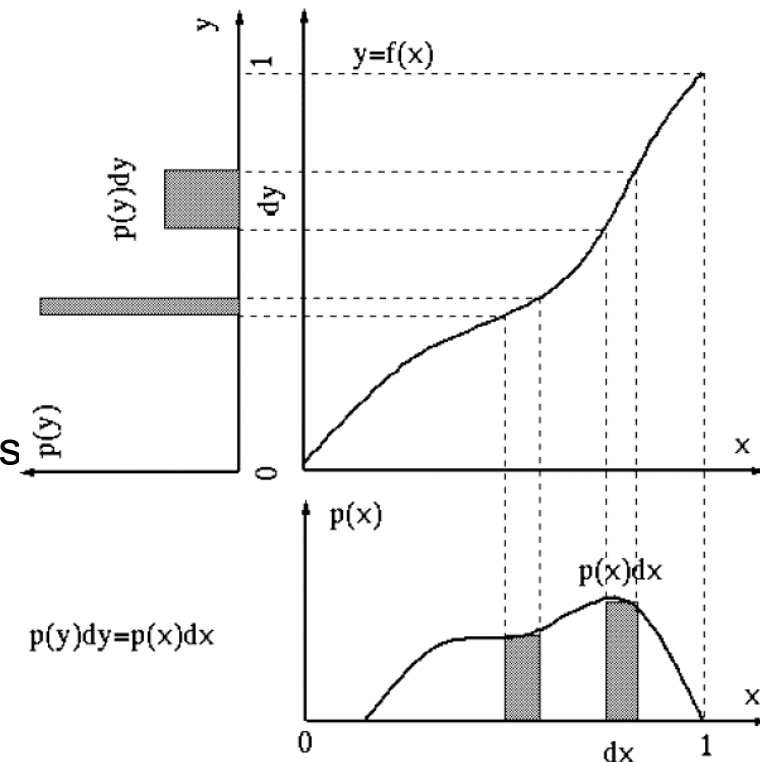 y
1
y=f(x)
p(y)dy
dy
s
p(y)
0
x
p(x)
p(x)dx
p(y)dy=p(x)dx
x
0
dx
1